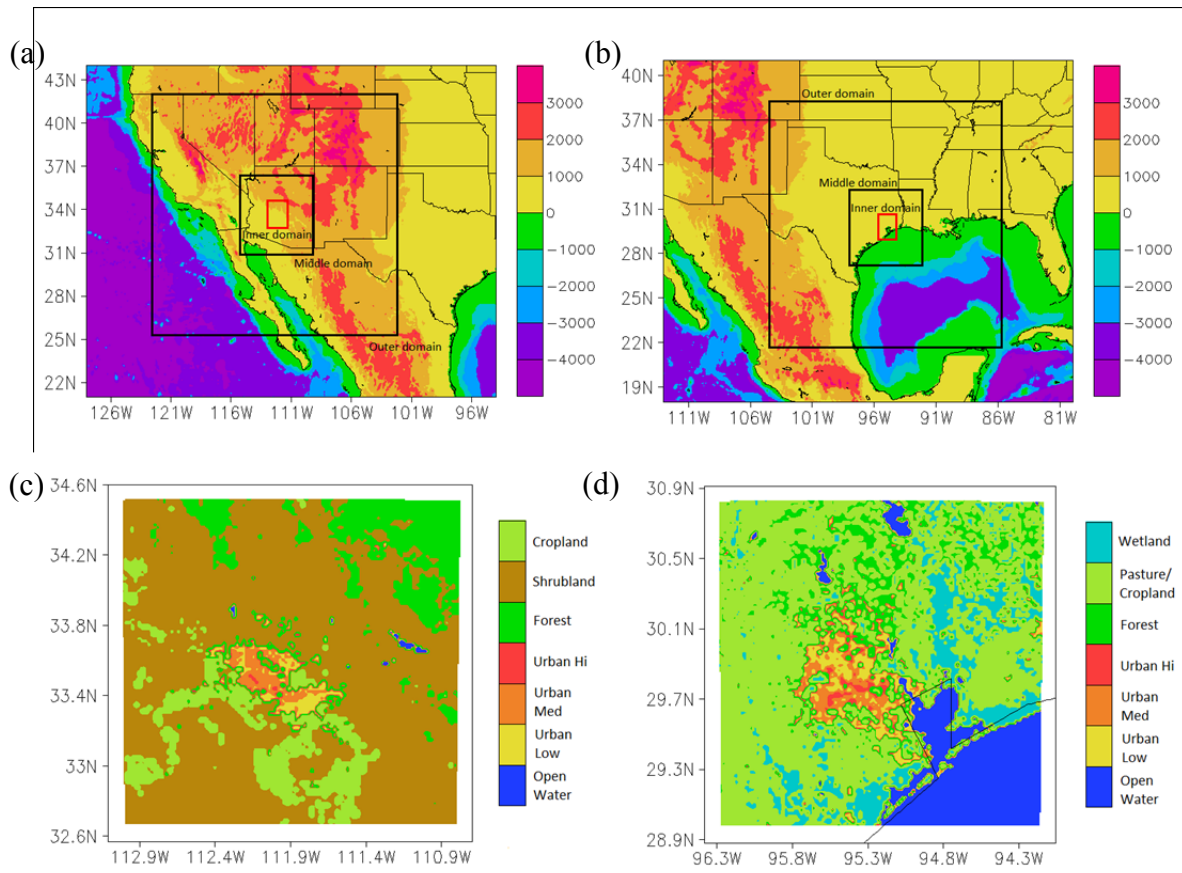 (a)
43N
40N
37N
34N
31N
28N
25N
22N
126W 121W 116W 111W 106W 101W 96W
Inner domain
Middle domain
Outer domain
3000
2000
1000
0
−1000
−2000
−3000
−4000
(b)
40N
37N
34N
31N
28N
25N
22N
19N
111W 106W 101W 96W 91W 86W 81W
Outer domain
Middle domain
Inner domain
3000
2000
1000
0
−1000
−2000
−3000
−4000
(c)
34.6N
34.2N
33.8N
33.4N
33N
32.6N
112.9W 112.4W 111.9W 111.4W 110.9W
Cropland
Shrubland
Forest
Urban Hi
Urban
Med
Urban
Low
Open
Water
(d)
30.9N
30.5N
30.1N
29.7N
29.3N
28.9N
96.3W 95.8W 95.3W 94.8W 94.3W
Wetland
Pasture/
Cropland
Forest
Urban Hi
Urban
Med
Urban
Low
Open
Water